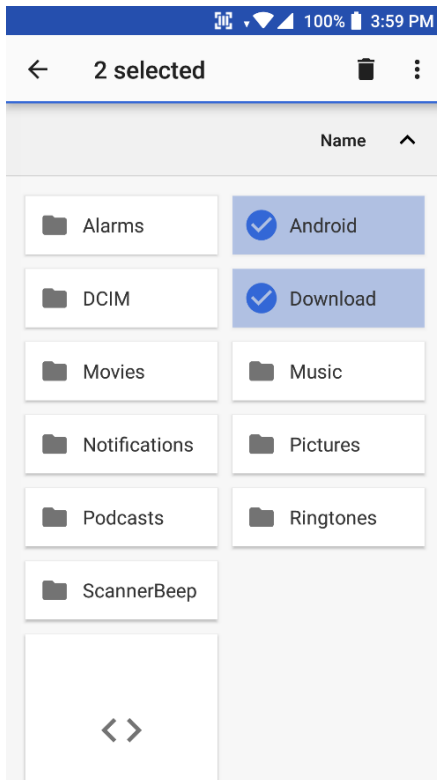 100% 3:59 PM
2 selected
Name
Alarms Android
DCIM Download
Movies Music
Notifications Pictures
Podcasts Ringtones
ScannerBeep